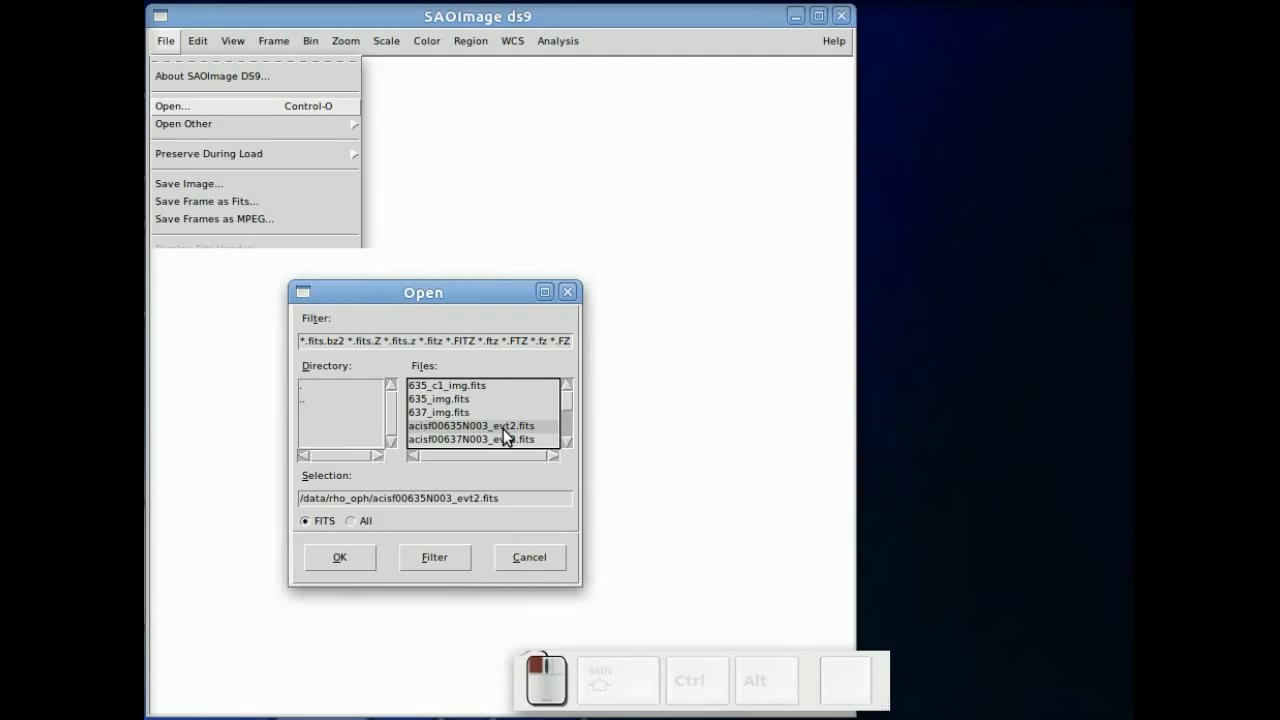 SAOImage ds9
File Edit View Frame Bin Zoom Scale Color Region WCS Analysis Help
About SAOImage DS9...
Open... Control-O
Open Other
Preserve During Load
Save Image...
Save Frame as Fits...
Save Frames as MPEG...
Open
Filter:
*.fits.bz2 *.fits.Z *.fits.z *.fitz *.FITZ *.ftz *.FTZ *.fz *.FZ
Directory: Files:
.
..
635_c1_img.fits
635_img.fits
637_img.fits
acisf00635N003_evt2.fits
acisf00637N003_evt2.fits
Selection:
/data/rho_oph/acisf00635N003_evt2.fits
FITS All
OK Filter Cancel
Shift Ctrl Alt